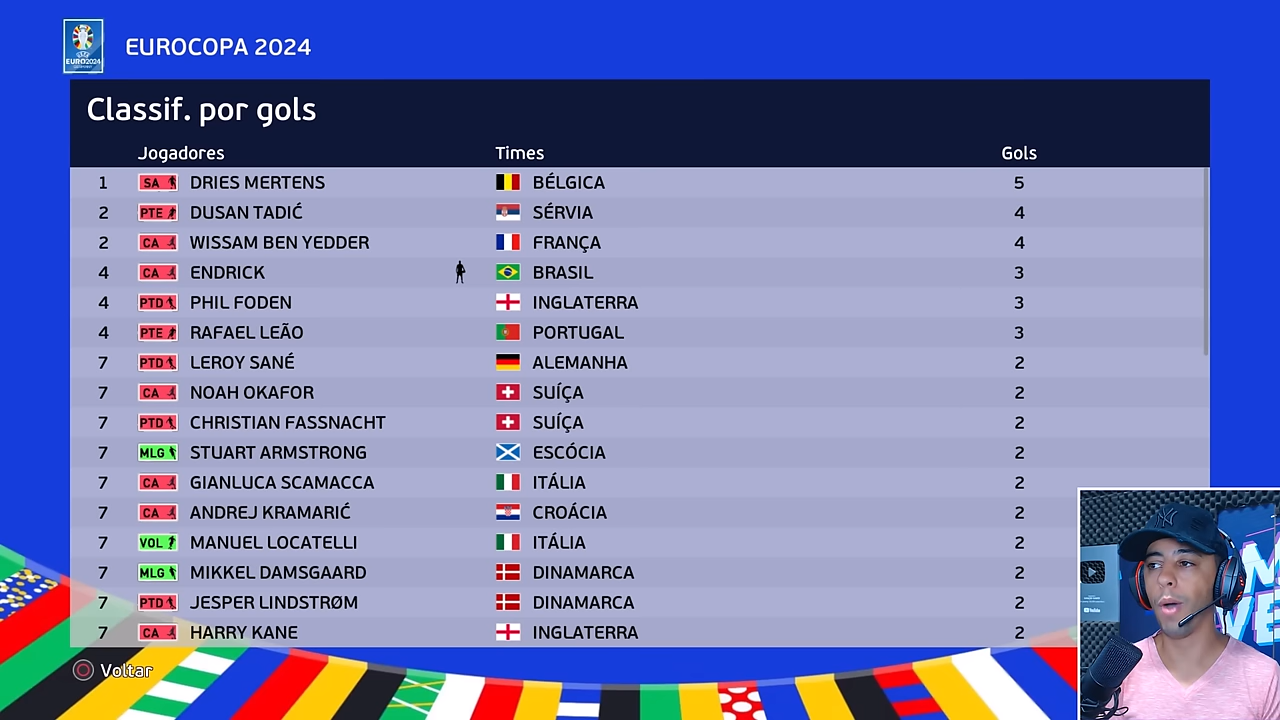 EURO2024
EUROCOPA 2024
Classif. por gols
Jogadores Times Gols
1 SA DRIES MERTENS BÉLGICA 5
2 PTE DUSAN TADIĆ SÉRVIA 4
2 CA WISSAM BEN YEDDER FRANÇA 4
4 CA ENDRICK BRASIL 3
4 PTD PHIL FODEN INGLATERRA 3
4 PTE RAFAEL LEÃO PORTUGAL 3
7 PTD LEROY SANÉ ALEMANHA 2
7 CA NOAH OKAFOR SUÍÇA 2
7 PTD CHRISTIAN FASSNACHT SUÍÇA 2
7 MLG STUART ARMSTRONG ESCÓCIA 2
7 CA GIANLUCA SCAMACCA ITÁLIA 2
7 CA ANDREJ KRAMARIĆ CROÁCIA 2
7 VOL MANUEL LOCATELLI ITÁLIA 2
7 MLG MIKKEL DAMSGAARD DINAMARCA 2
7 PTD JESPER LINDSTRØM DINAMARCA 2
7 CA HARRY KANE INGLATERRA 2
Voltar